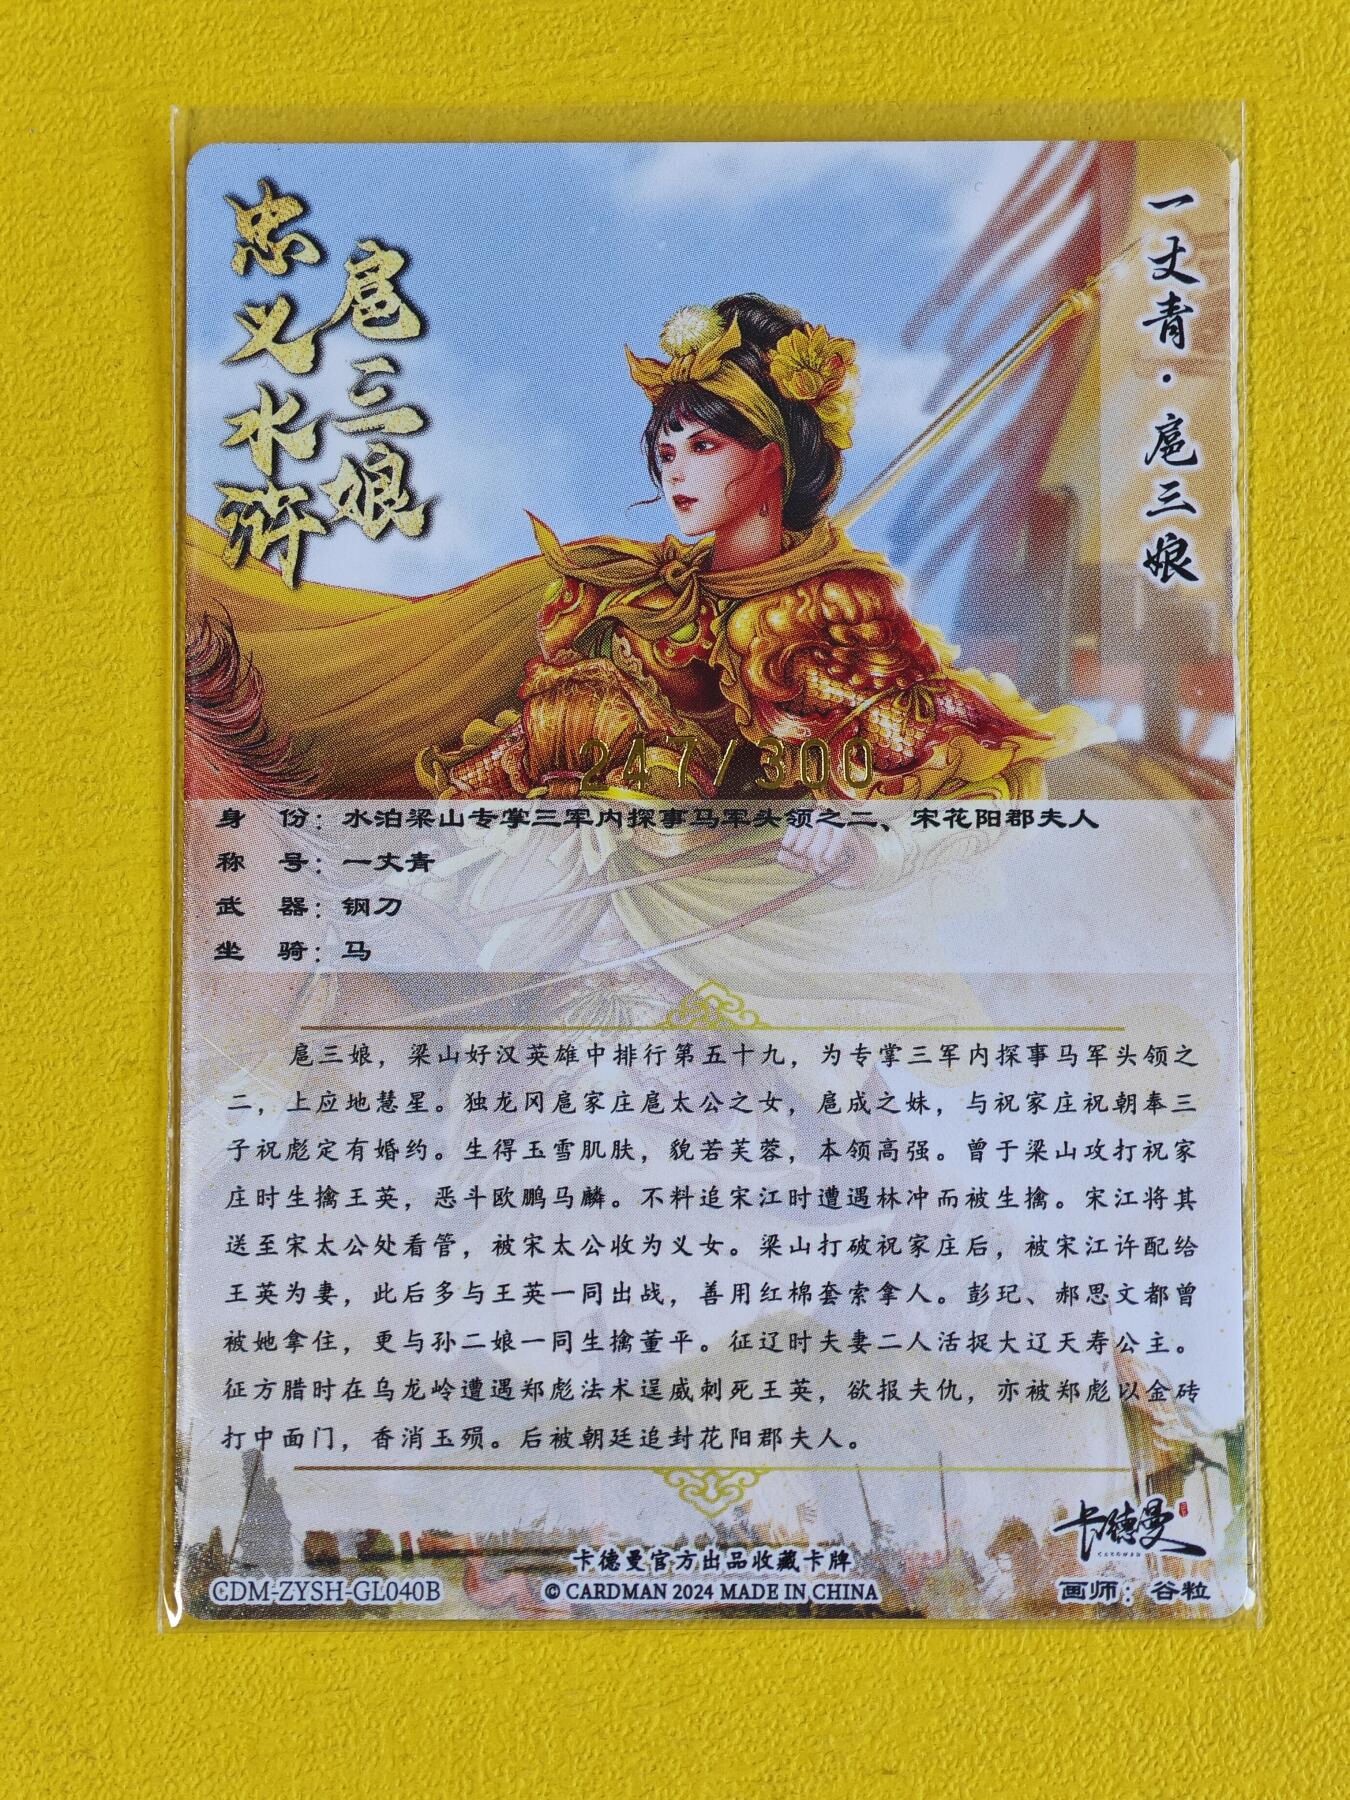 忠义水浒
扈三娘
一丈青·扈三娘
247/300
身 份：水泊梁山专掌三军内探事马军头领之二、宋花阳郡夫人
称 号：一丈青
武 器：钢刀
坐 骑：马
扈三娘，梁山好汉英雄中排行第五十九，为专掌三军内探事马军头领之
二，上应地慧星。独龙冈扈家庄扈太公之女，扈成之妹，与祝家庄祝朝奉三
子祝彪定有婚约。生得玉雪肌肤，貌若芙蓉，本领高强。曾于梁山攻打祝家
庄时生擒王英，恶斗欧鹏马麟。不料追宋江时遭遇林冲而被生擒。宋江将其
送至宋太公处看管，被宋太公收为义女。梁山打破祝家庄后，被宋江许配给
王英为妻，此后多与王英一同出战，善用红棉套索拿人。彭玘、郝思文都曾
被她拿住，更与孙二娘一同生擒董平。征辽时夫妻二人活捉大辽天寿公主。
征方腊时在乌龙岭遭遇郑彪法术逞威刺死王英，欲报夫仇，亦被郑彪以金砖
打中面门，香消玉殒。后被朝廷追封花阳郡夫人。
卡德曼
CARDMAN
卡德曼官方出品收藏卡牌
CDM-ZYSH-GL040B
© CARDMAN 2024 MADE IN CHINA
画师：谷粒